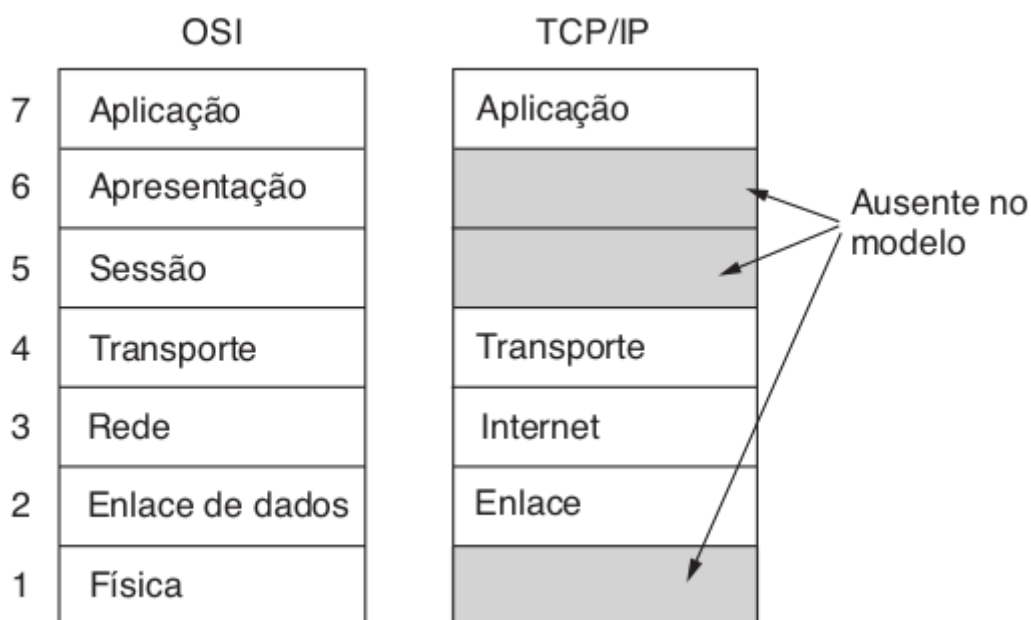 OSI TCP/IP
7 Aplicação Aplicação
6 Apresentação
Ausente no
modelo
5 Sessão
4 Transporte Transporte
3 Rede Internet
2 Enlace de dados Enlace
1 Física